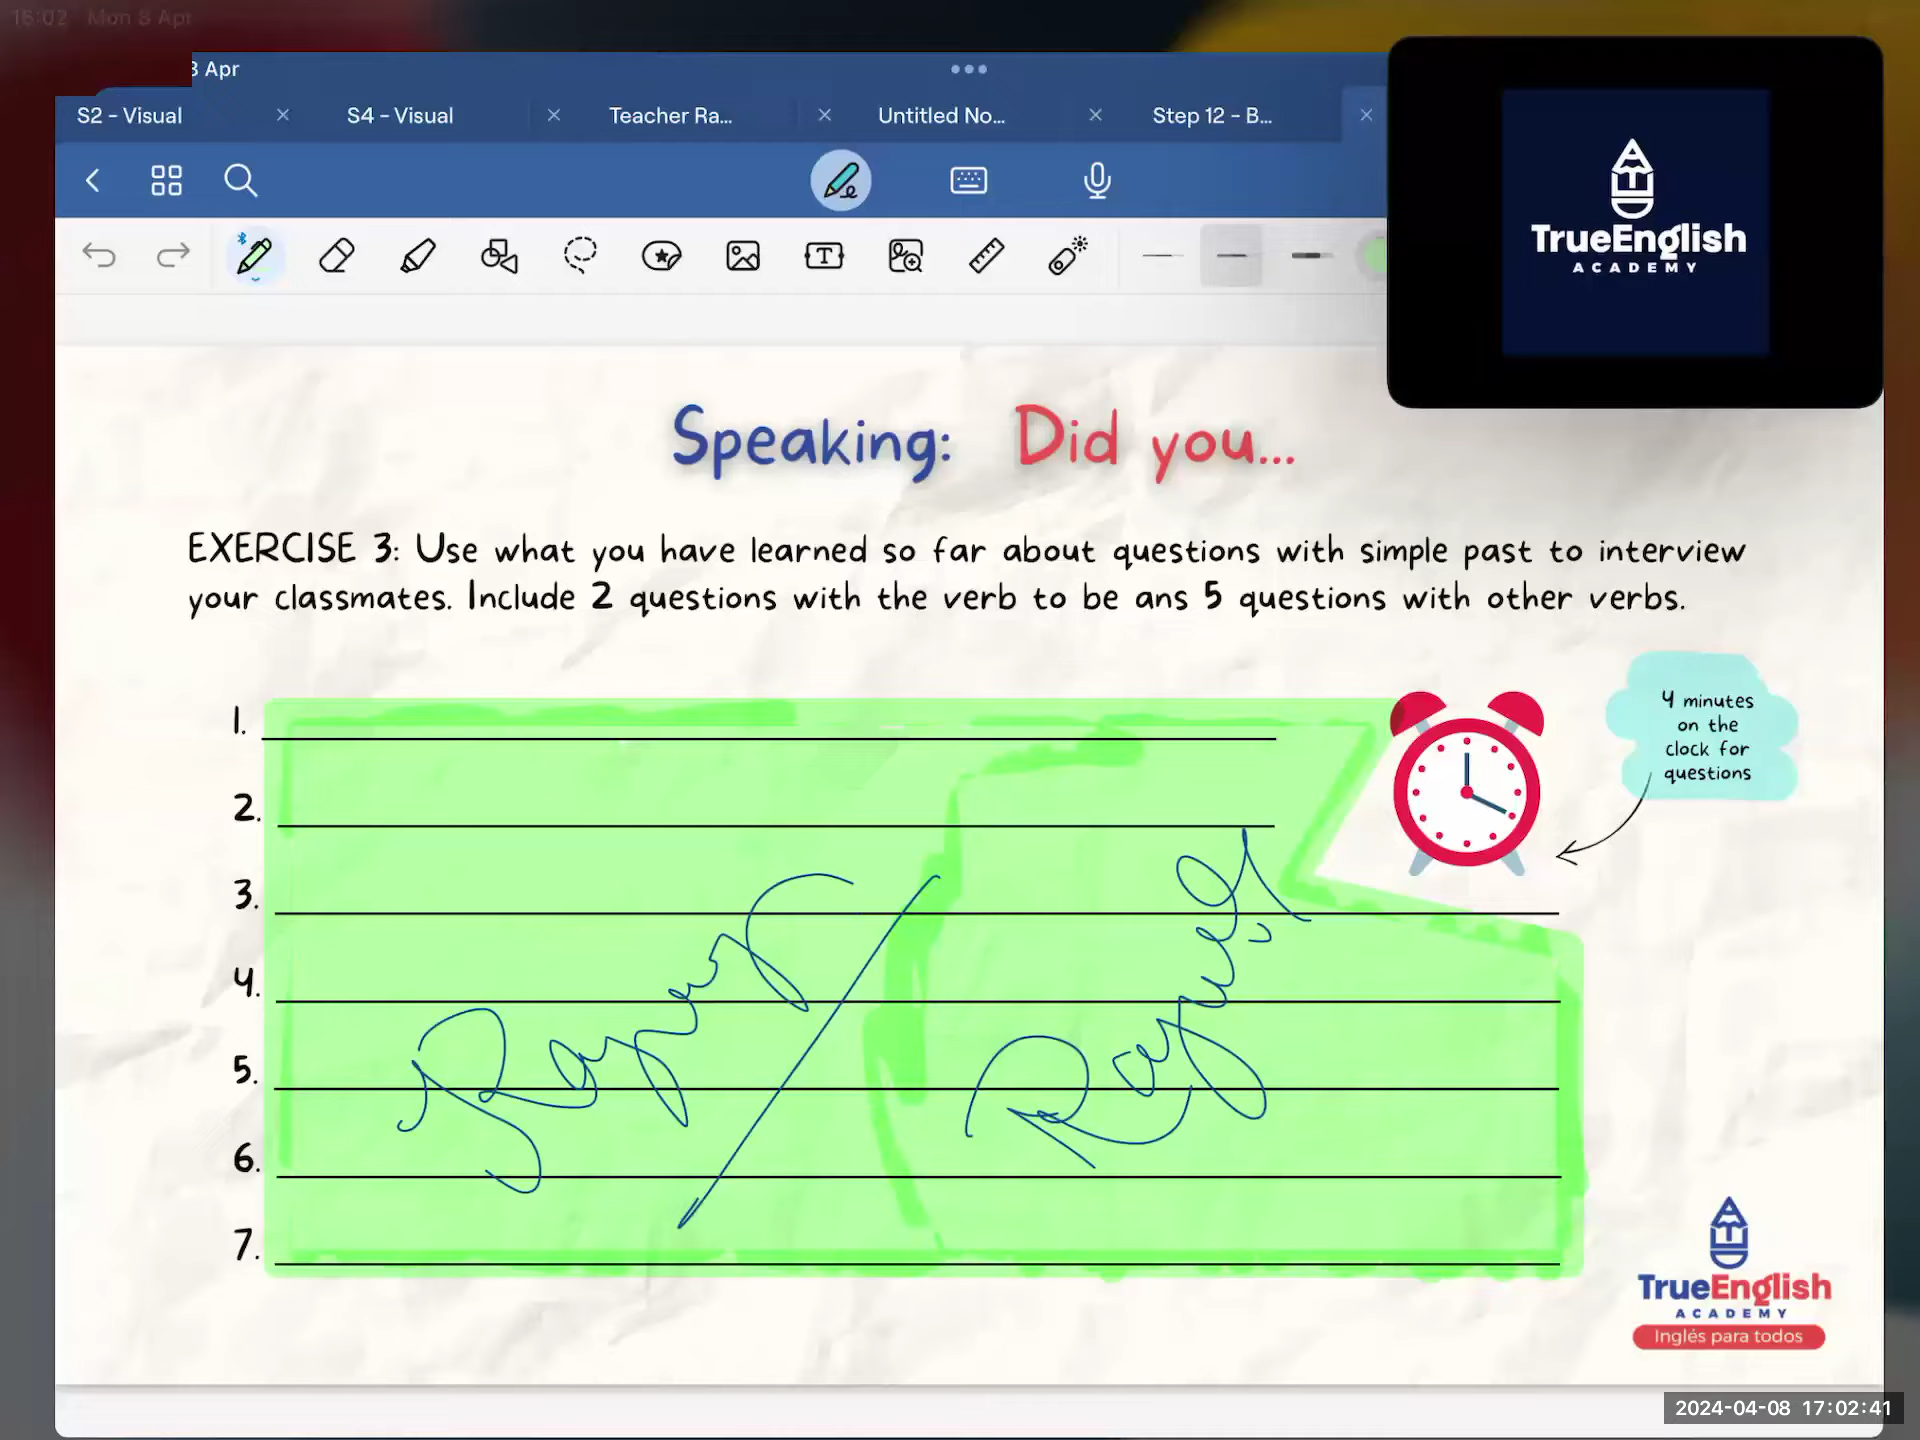 16:02 Mon 8 Apr
8 Apr
S2 - Visual
S4 - Visual
Teacher Ra...
Untitled No...
Step 12 - B...
TrueEnglish
ACADEMY
Speaking: Did you...
EXERCISE 3: Use what you have learned so far about questions with simple past to interview
your classmates. Include 2 questions with the verb to be ans 5 questions with other verbs.
4 minutes
on the
clock for
questions
1.
2.
3.
4.
5.
6.
7.
Raquel
TrueEnglish
ACADEMY
Inglés para todos
2024-04-08 17:02:41